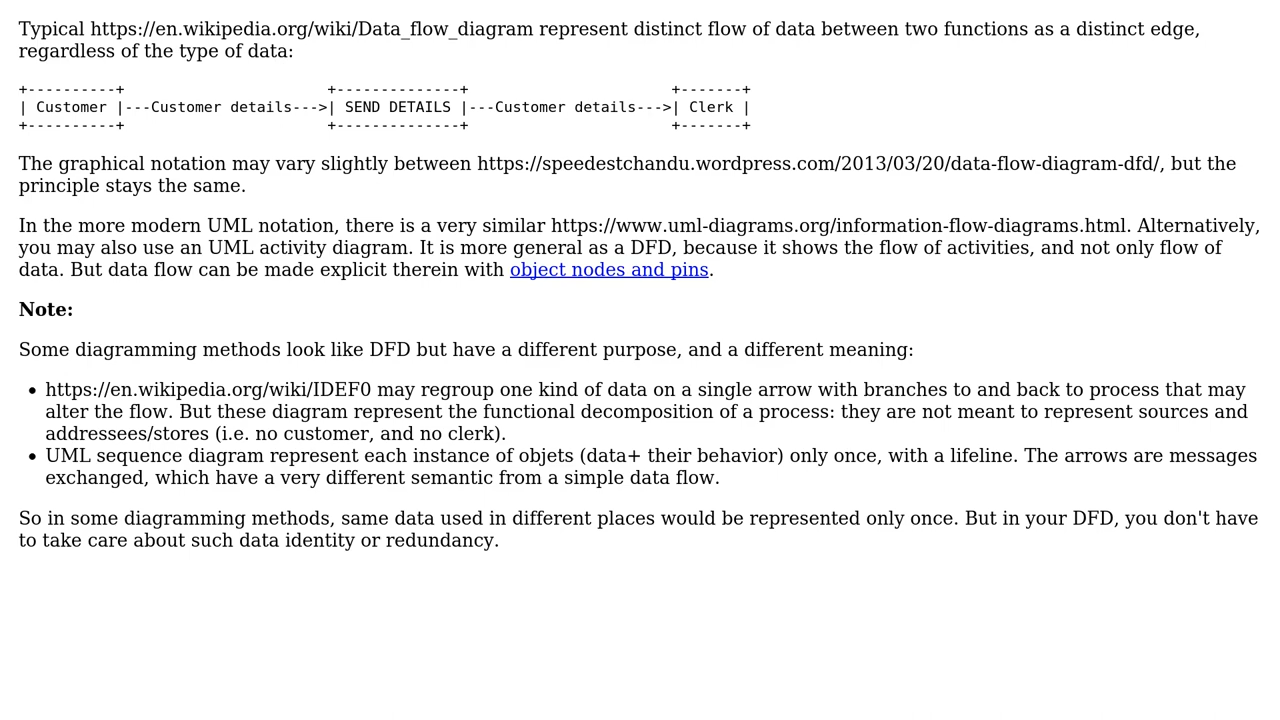 Typical https://en.wikipedia.org/wiki/Data_flow_diagram represent distinct flow of data between two functions as a distinct edge,
regardless of the type of data:
+----------+                       +--------------+                       +-------+
| Customer |---Customer details--->| SEND DETAILS |---Customer details--->| Clerk |
+----------+                       +--------------+                       +-------+
The graphical notation may vary slightly between https://speedestchandu.wordpress.com/2013/03/20/data-flow-diagram-dfd/, but the
principle stays the same.
In the more modern UML notation, there is a very similar https://www.uml-diagrams.org/information-flow-diagrams.html. Alternatively,
you may also use an UML activity diagram. It is more general as a DFD, because it shows the flow of activities, and not only flow of
data. But data flow can be made explicit therein with object nodes and pins.
Note:
Some diagramming methods look like DFD but have a different purpose, and a different meaning:
• https://en.wikipedia.org/wiki/IDEF0 may regroup one kind of data on a single arrow with branches to and back to process that may
alter the flow. But these diagram represent the functional decomposition of a process: they are not meant to represent sources and
addressees/stores (i.e. no customer, and no clerk).
• UML sequence diagram represent each instance of objets (data+ their behavior) only once, with a lifeline. The arrows are messages
exchanged, which have a very different semantic from a simple data flow.
So in some diagramming methods, same data used in different places would be represented only once. But in your DFD, you don't have
to take care about such data identity or redundancy.